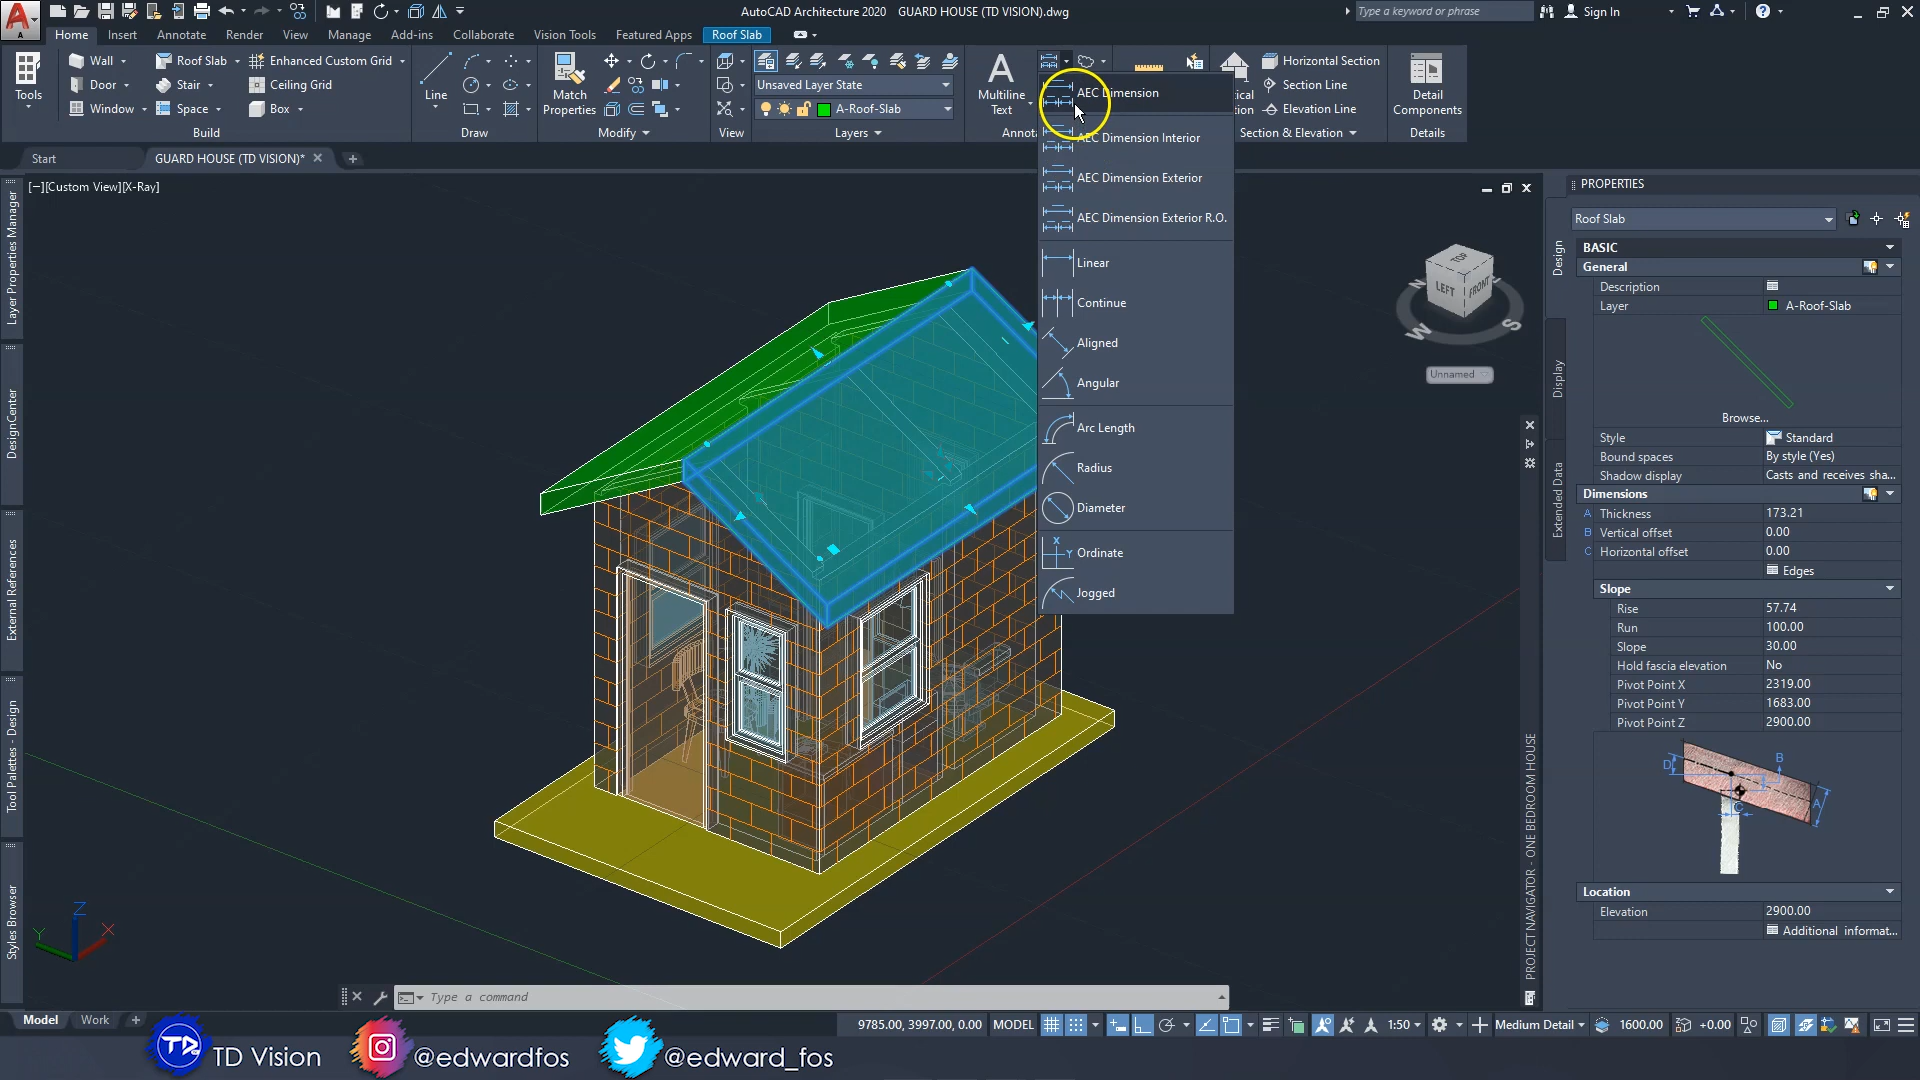 AutoCAD Architecture 2020 GUARD HOUSE (TD VISION).dwg
Type a keyword or phrase
Sign In
Home Insert Annotate Render View Manage Add-ins Collaborate Vision Tools Featured Apps Roof Slab
Tools
Wall Roof Slab Enhanced Custom Grid
Door Stair Ceiling Grid
Window Space Box
Build
Line
Draw
Match Properties
Modify
View
Unsaved Layer State
A-Roof-Slab
Layers
A
Multiline Text
Horizontal Section
Section Line
Elevation Line
Section & Elevation
Detail Components
Details
Start GUARD HOUSE (TD VISION)*
[−][Custom View][X-Ray]
AEC Dimension
AEC Dimension Interior
AEC Dimension Exterior
AEC Dimension Exterior R.O.
Linear
Continue
Aligned
Angular
Arc Length
Radius
Diameter
Ordinate
Jogged
TOP
LEFT FRONT
N
W S
Unnamed
Layer Properties Manager
DesignCenter
External References
Tool Palettes - Design
Styles Browser
PROJECT NAVIGATOR - ONE BEDROOM HOUSE
PROPERTIES
Roof Slab
Design
Display
Extended Data
BASIC
General
Description
Layer A-Roof-Slab
Browse...
Style Standard
Bound spaces By style (Yes)
Shadow display Casts and receives sha...
Dimensions
A Thickness 173.21
B Vertical offset 0.00
C Horizontal offset 0.00
Edges
Slope
Rise 57.74
Run 100.00
Slope 30.00
Hold fascia elevation No
Pivot Point X 2319.00
Pivot Point Y 1683.00
Pivot Point Z 2900.00
D B
C A
Location
Elevation 2900.00
Additional informat...
Z
Y X
Type a command
Model Work
9785.00, 3997.00, 0.00 MODEL 1:50 Medium Detail 1600.00 +0.00
TD Vision @edwardfos @edward_fos